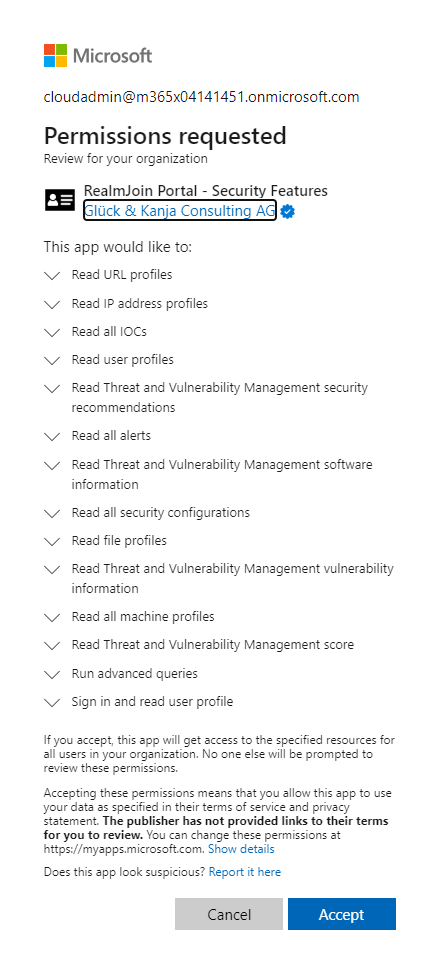 Microsoft
cloudadmin@m365x04141451.onmicrosoft.com
Permissions requested
Review for your organization
RealmJoin Portal - Security Features
Glück & Kanja Consulting AG
This app would like to:
Read URL profiles
Read IP address profiles
Read all IOCs
Read user profiles
Read Threat and Vulnerability Management security
recommendations
Read all alerts
Read Threat and Vulnerability Management software
information
Read all security configurations
Read file profiles
Read Threat and Vulnerability Management vulnerability
information
Read all machine profiles
Read Threat and Vulnerability Management score
Run advanced queries
Sign in and read user profile
If you accept, this app will get access to the specified resources for
all users in your organization. No one else will be prompted to
review these permissions.
Accepting these permissions means that you allow this app to use
your data as specified in their terms of service and privacy
statement. The publisher has not provided links to their terms
for you to review. You can change these permissions at
https://myapps.microsoft.com. Show details
Does this app look suspicious? Report it here
Cancel Accept